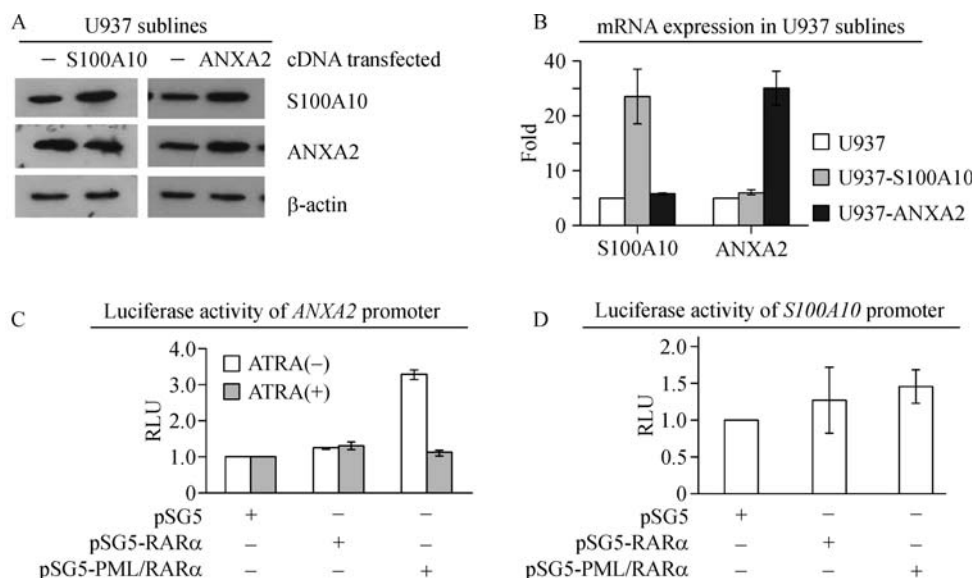 A
U937 sublines
– S100A10 – ANXA2 cDNA transfected
S100A10
ANXA2
β-actin
B
mRNA expression in U937 sublines
Fold
40
20
10
0
S100A10 ANXA2
U937
U937-S100A10
U937-ANXA2
C
Luciferase activity of ANXA2 promoter
RLU
4.0
3.0
2.0
1.0
0
ATRA(–)
ATRA(+)
pSG5 + – –
pSG5-RARα – + –
pSG5-PML/RARα – – +
D
Luciferase activity of S100A10 promoter
RLU
2.0
1.5
1.0
0.5
0
pSG5 + – –
pSG5-RARα – + –
pSG5-PML/RARα – – +